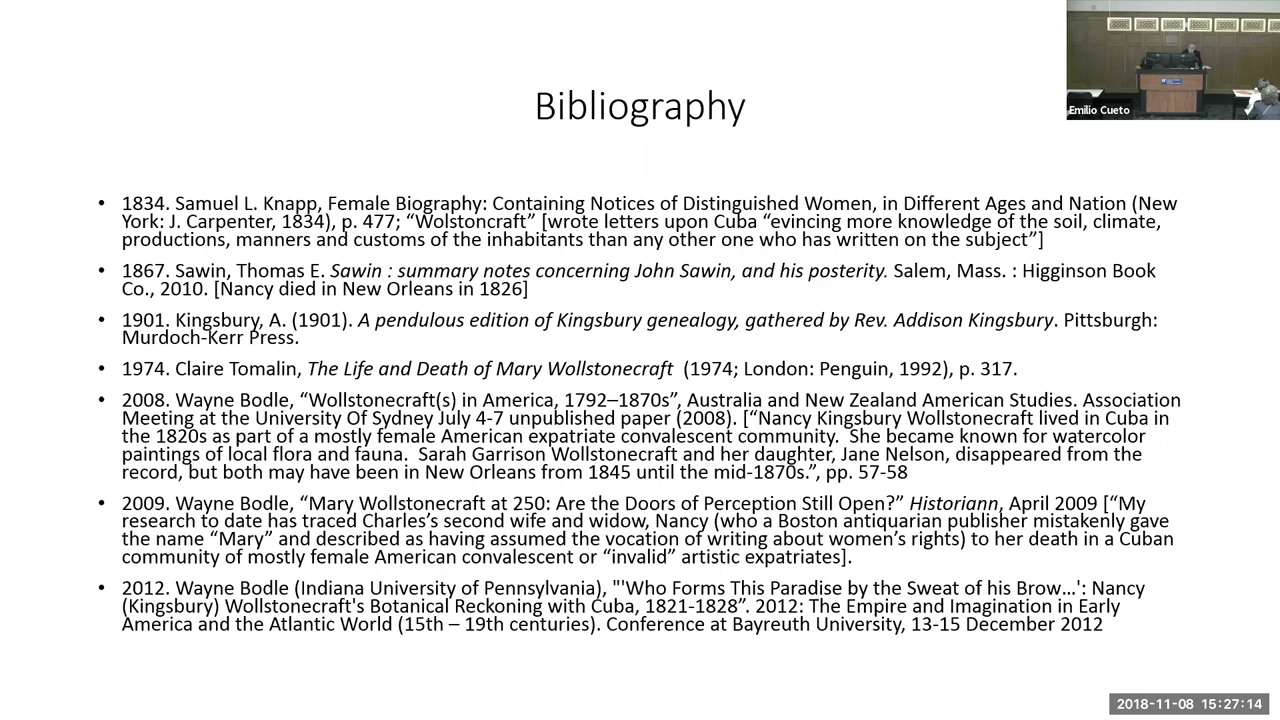 Emilio Cueto
Bibliography
• 1834. Samuel L. Knapp, Female Biography: Containing Notices of Distinguished Women, in Different Ages and Nation (New
York: J. Carpenter, 1834), p. 477; “Wolstoncraft” [wrote letters upon Cuba “evincing more knowledge of the soil, climate,
productions, manners and customs of the inhabitants than any other one who has written on the subject”]
• 1867. Sawin, Thomas E. Sawin : summary notes concerning John Sawin, and his posterity. Salem, Mass. : Higginson Book
Co., 2010. [Nancy died in New Orleans in 1826]
• 1901. Kingsbury, A. (1901). A pendulous edition of Kingsbury genealogy, gathered by Rev. Addison Kingsbury. Pittsburgh:
Murdoch-Kerr Press.
• 1974. Claire Tomalin, The Life and Death of Mary Wollstonecraft (1974; London: Penguin, 1992), p. 317.
• 2008. Wayne Bodle, “Wollstonecraft(s) in America, 1792–1870s”, Australia and New Zealand American Studies. Association
Meeting at the University Of Sydney July 4-7 unpublished paper (2008). [“Nancy Kingsbury Wollstonecraft lived in Cuba in
the 1820s as part of a mostly female American expatriate convalescent community. She became known for watercolor
paintings of local flora and fauna. Sarah Garrison Wollstonecraft and her daughter, Jane Nelson, disappeared from the
record, but both may have been in New Orleans from 1845 until the mid-1870s.”, pp. 57-58
• 2009. Wayne Bodle, “Mary Wollstonecraft at 250: Are the Doors of Perception Still Open?” Historiann, April 2009 [“My
research to date has traced Charles’s second wife and widow, Nancy (who a Boston antiquarian publisher mistakenly gave
the name “Mary” and described as having assumed the vocation of writing about women’s rights) to her death in a Cuban
community of mostly female American convalescent or “invalid” artistic expatriates].
• 2012. Wayne Bodle (Indiana University of Pennsylvania), "'Who Forms This Paradise by the Sweat of his Brow…': Nancy
(Kingsbury) Wollstonecraft's Botanical Reckoning with Cuba, 1821-1828”. 2012: The Empire and Imagination in Early
America and the Atlantic World (15th – 19th centuries). Conference at Bayreuth University, 13-15 December 2012
2018-11-08 15:27:14